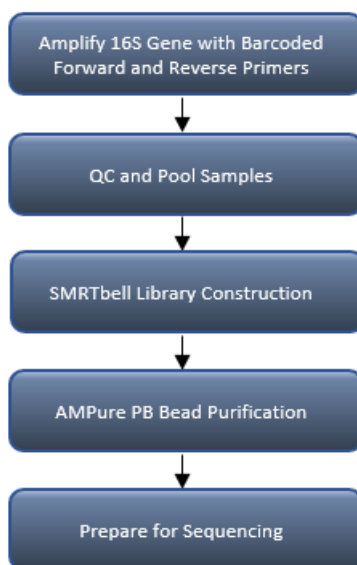 Amplify 16S Gene with Barcoded
Forward and Reverse Primers
QC and Pool Samples
SMRTbell Library Construction
AMPure PB Bead Purification
Prepare for Sequencing